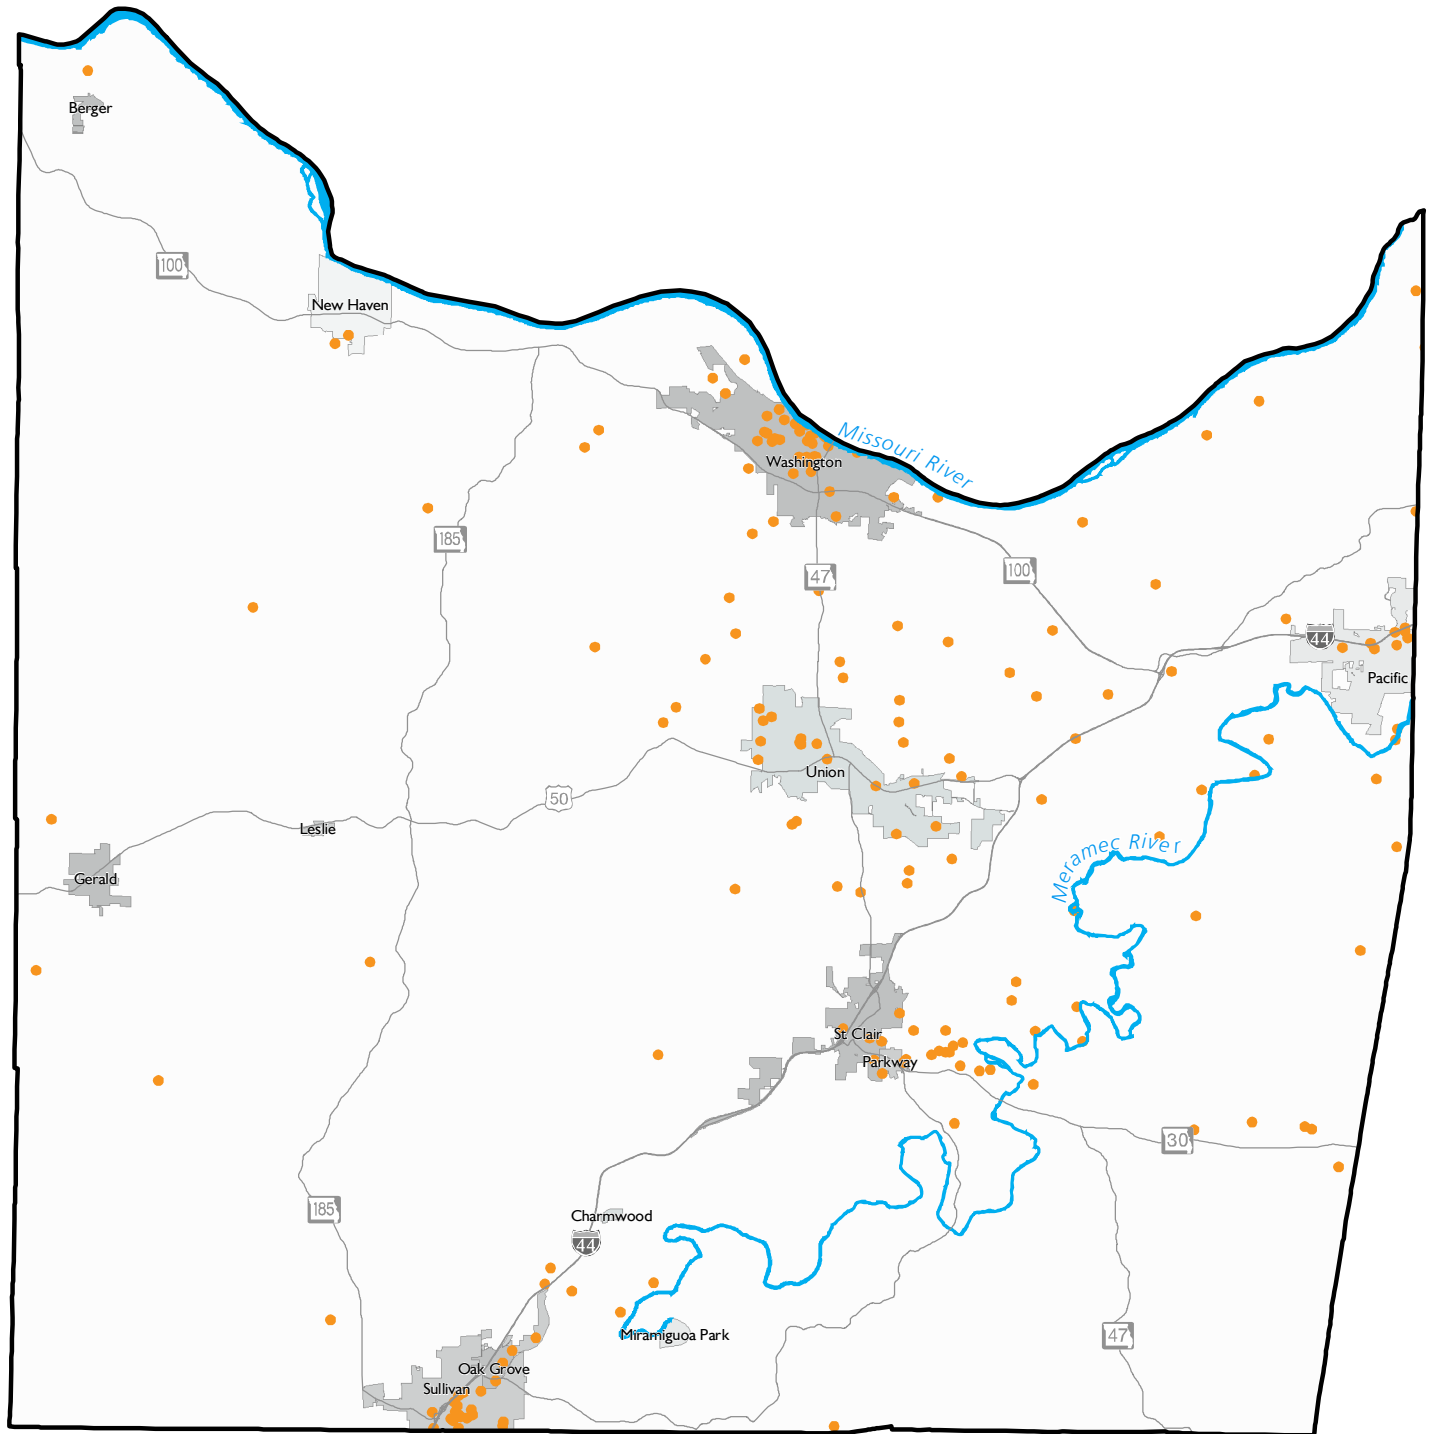 Berger
100
New Haven
Missouri River
Washington
185
47
100
44
Pacific
Union
50
Leslie
Meramec River
Gerald
St Clair
Parkway
30
185
Charmwood
44
Miramiguoa Park
47
Oak Grove
Sullivan